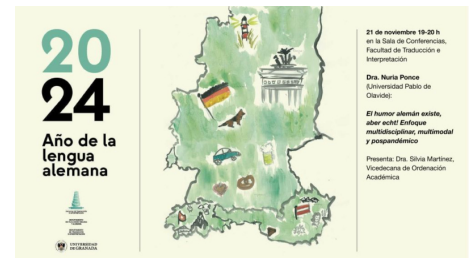 20
24
Año de la
lengua
alemana
UNIVERSIDAD
DE GRANADA
21 de noviembre 19-20 h
en la Sala de Conferencias,
Facultad de Traducción e
Interpretación
Dra. Nuria Ponce
(Universidad Pablo de
Olavide):
El humor alemán existe,
aber echt! Enfoque
multidisciplinar, multimodal
y pospandémico
Presenta: Dra. Silvia Martínez,
Vicedecana de Ordenación
Académica